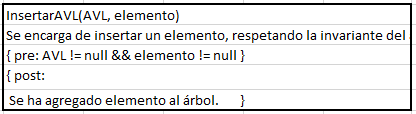 InsertarAVL(AVL, elemento)
Se encarga de insertar un elemento, respetando la invariante del
{ pre: AVL != null && elemento != null }
{ post:
Se ha agregado elemento al árbol. }